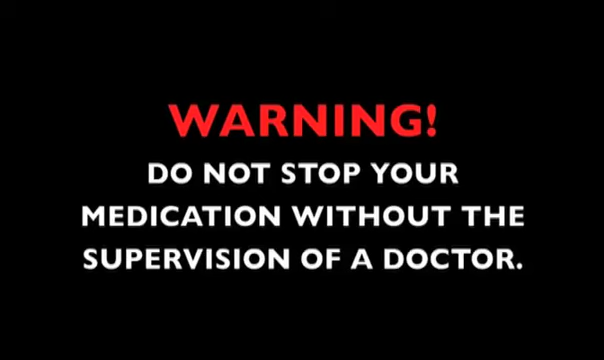 WARNING!
DO NOT STOP YOUR
MEDICATION WITHOUT THE
SUPERVISION OF A DOCTOR.